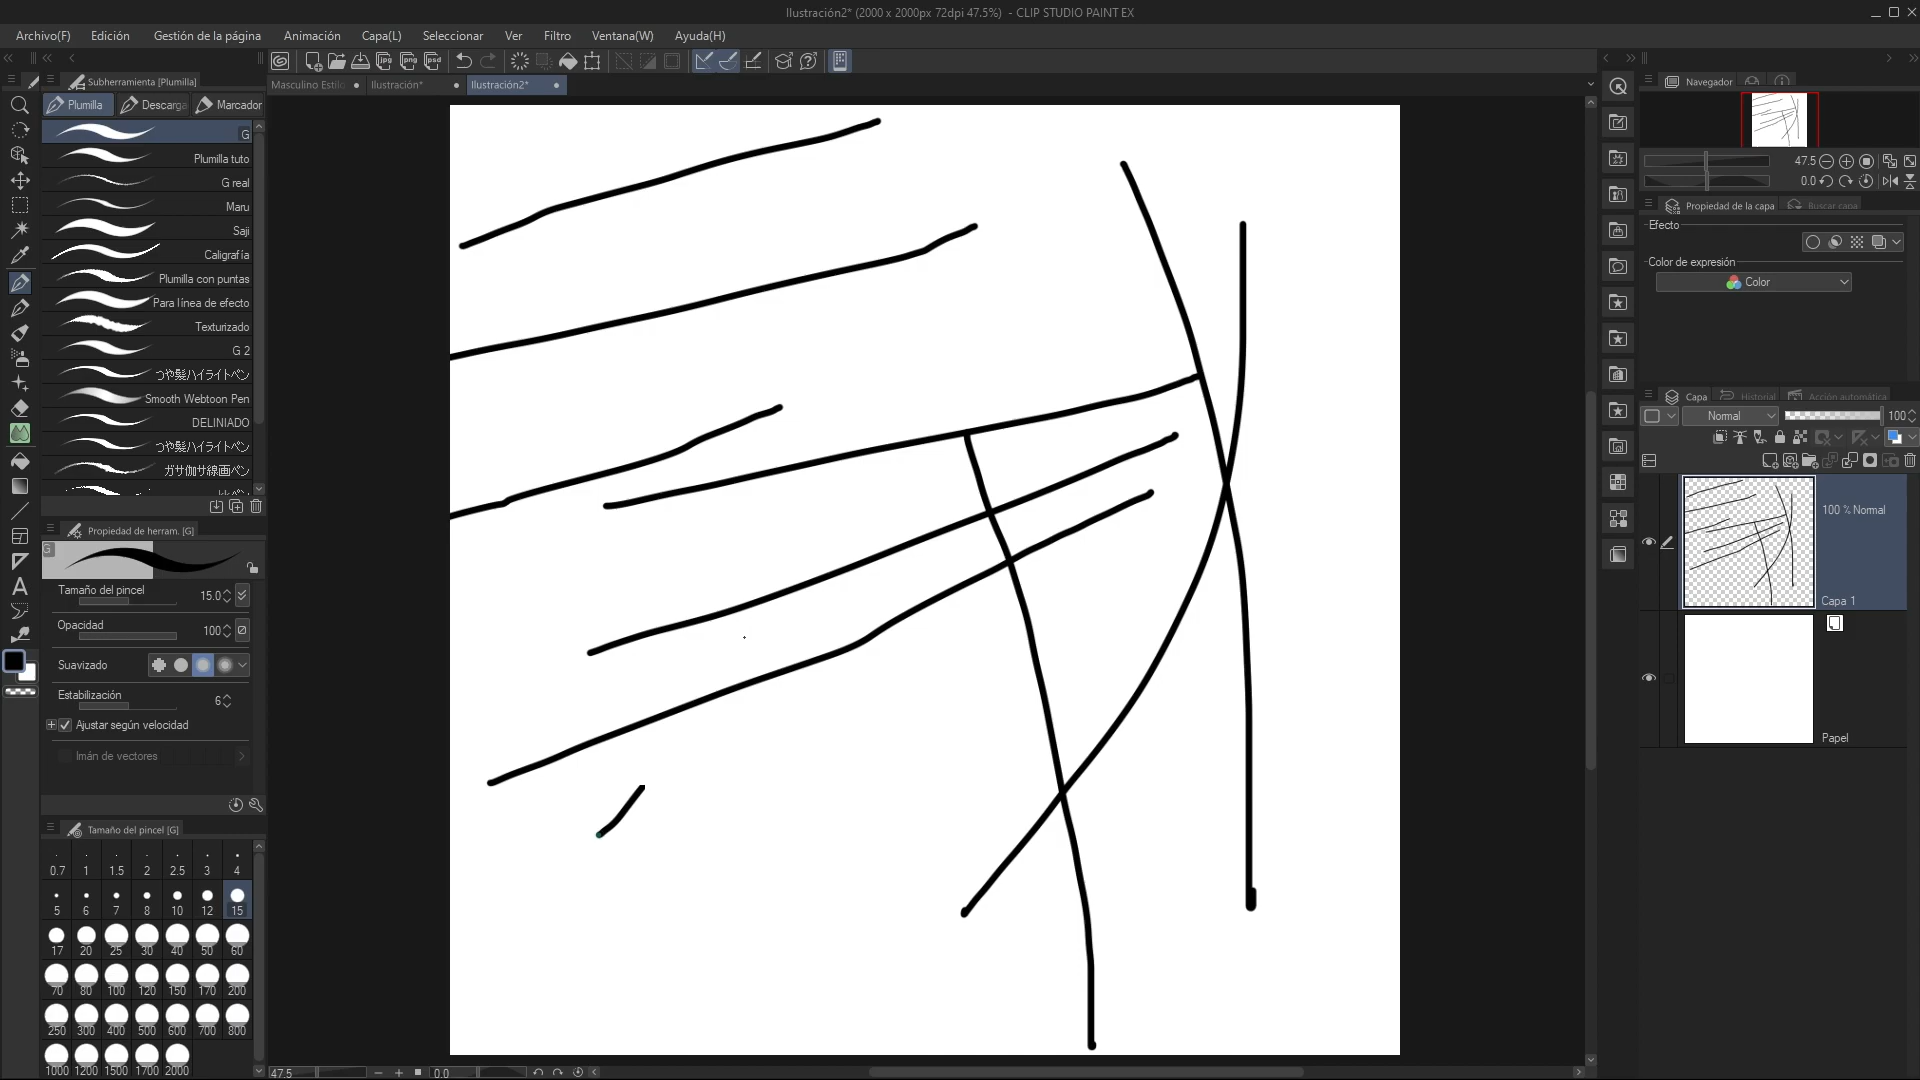 Ilustración2* (2000 x 2000px 72dpi 47.5%)  - CLIP STUDIO PAINT EX
Archivo(F) Edición Gestión de la página Animación Capa(L) Seleccionar Ver Filtro Ventana(W) Ayuda(H)
Subherramienta [Plumilla]
Plumilla Descarga Marcador
Masculino Estilo Ilustración* Ilustración2*
G
Plumilla tuto
G real
Maru
Saji
Caligrafía
Plumilla con puntas
Para línea de efecto
Texturizado
G 2
つや髪ハイライトペン
Smooth Webtoon Pen
DELINIADO
つや髪ハイライトペン
ガサ伽サ線画ペン
Propiedad de herram. [G]
G
Tamaño del pincel 15.0
Opacidad 100
Suavizado
Estabilización 6
Ajustar según velocidad
Imán de vectores
Tamaño del pincel [G]
0.7 1 1.5 2 2.5 3 4
5 6 7 8 10 12 15
17 20 25 30 40 50 60
70 80 100 120 150 170 200
250 300 400 500 600 700 800
1000 1200 1500 1700 2000
47.5 0.0
Navegador
47.5
0.0
Propiedad de la capa Buscar capa
Efecto
Color de expresión
Color
Capa Historial Acción automática
Normal 100
100 % Normal
Capa 1
Papel